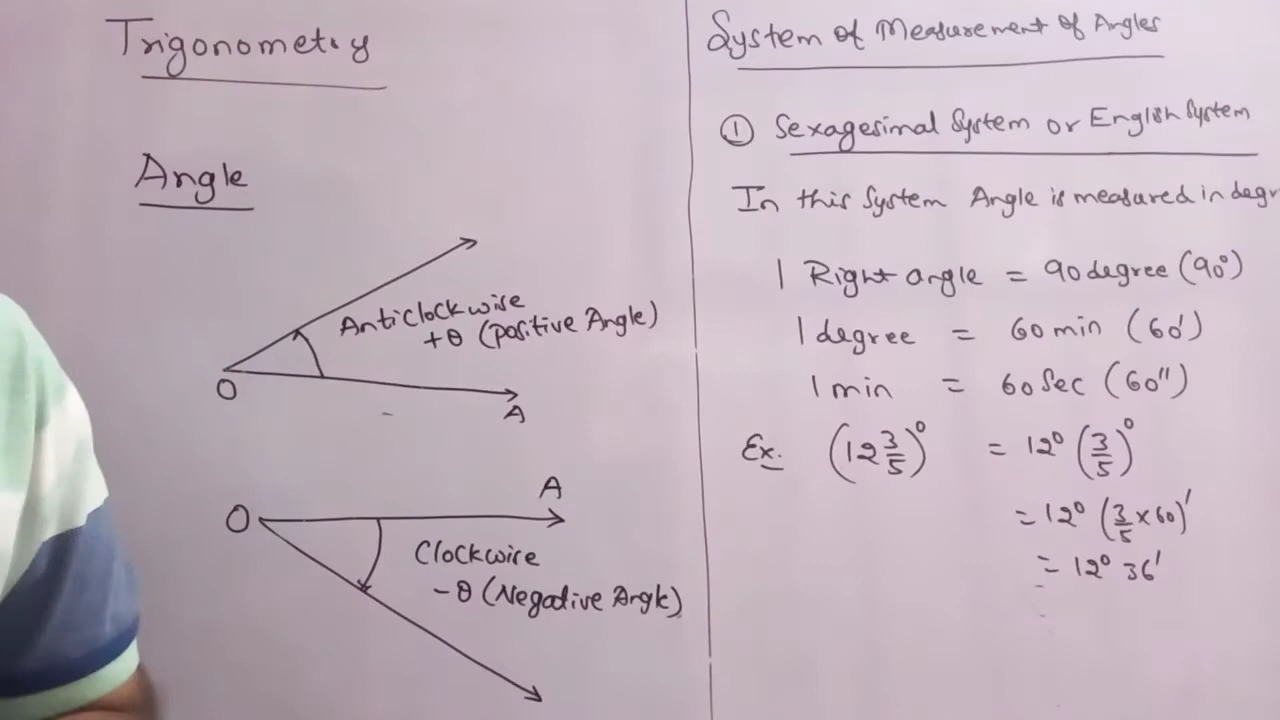 Trigonometry
Angle
Anticlockwise
+θ (Positive Angle)
O
A
A
O
Clockwise
-θ (Negative Angle)
System of Measurement of Angles
① Sexagesimal System or English System
In this System Angle is measured in degr
1 Right angle = 90 degree (90°)
1 degree = 60 min (60')
1 min = 60 Sec (60'')
Ex. (12 3/5)° = 12° (3/5)°
= 12° (3/5 × 60)'
= 12° 36'